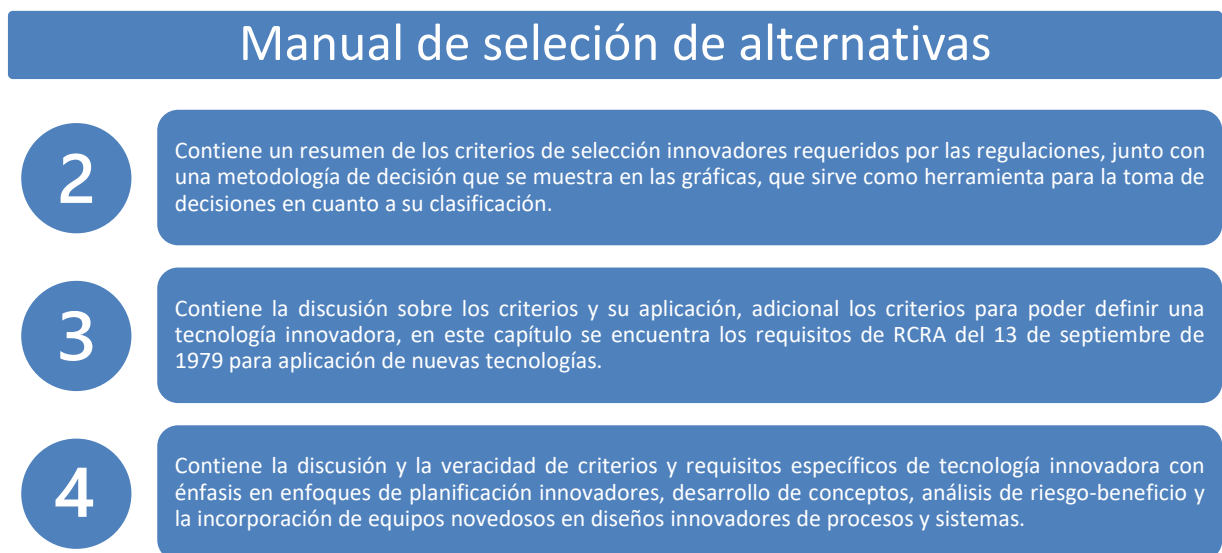 Manual de seleción de alternativas
2
Contiene un resumen de los criterios de selección innovadores requeridos por las regulaciones, junto con
una metodología de decisión que se muestra en las gráficas, que sirve como herramienta para la toma de
decisiones en cuanto a su clasificación.
3
Contiene la discusión sobre los criterios y su aplicación, adicional los criterios para poder definir una
tecnología innovadora, en este capítulo se encuentra los requisitos de RCRA del 13 de septiembre de
1979 para aplicación de nuevas tecnologías.
4
Contiene la discusión y la veracidad de criterios y requisitos específicos de tecnología innovadora con
énfasis en enfoques de planificación innovadores, desarrollo de conceptos, análisis de riesgo-beneficio y
la incorporación de equipos novedosos en diseños innovadores de procesos y sistemas.